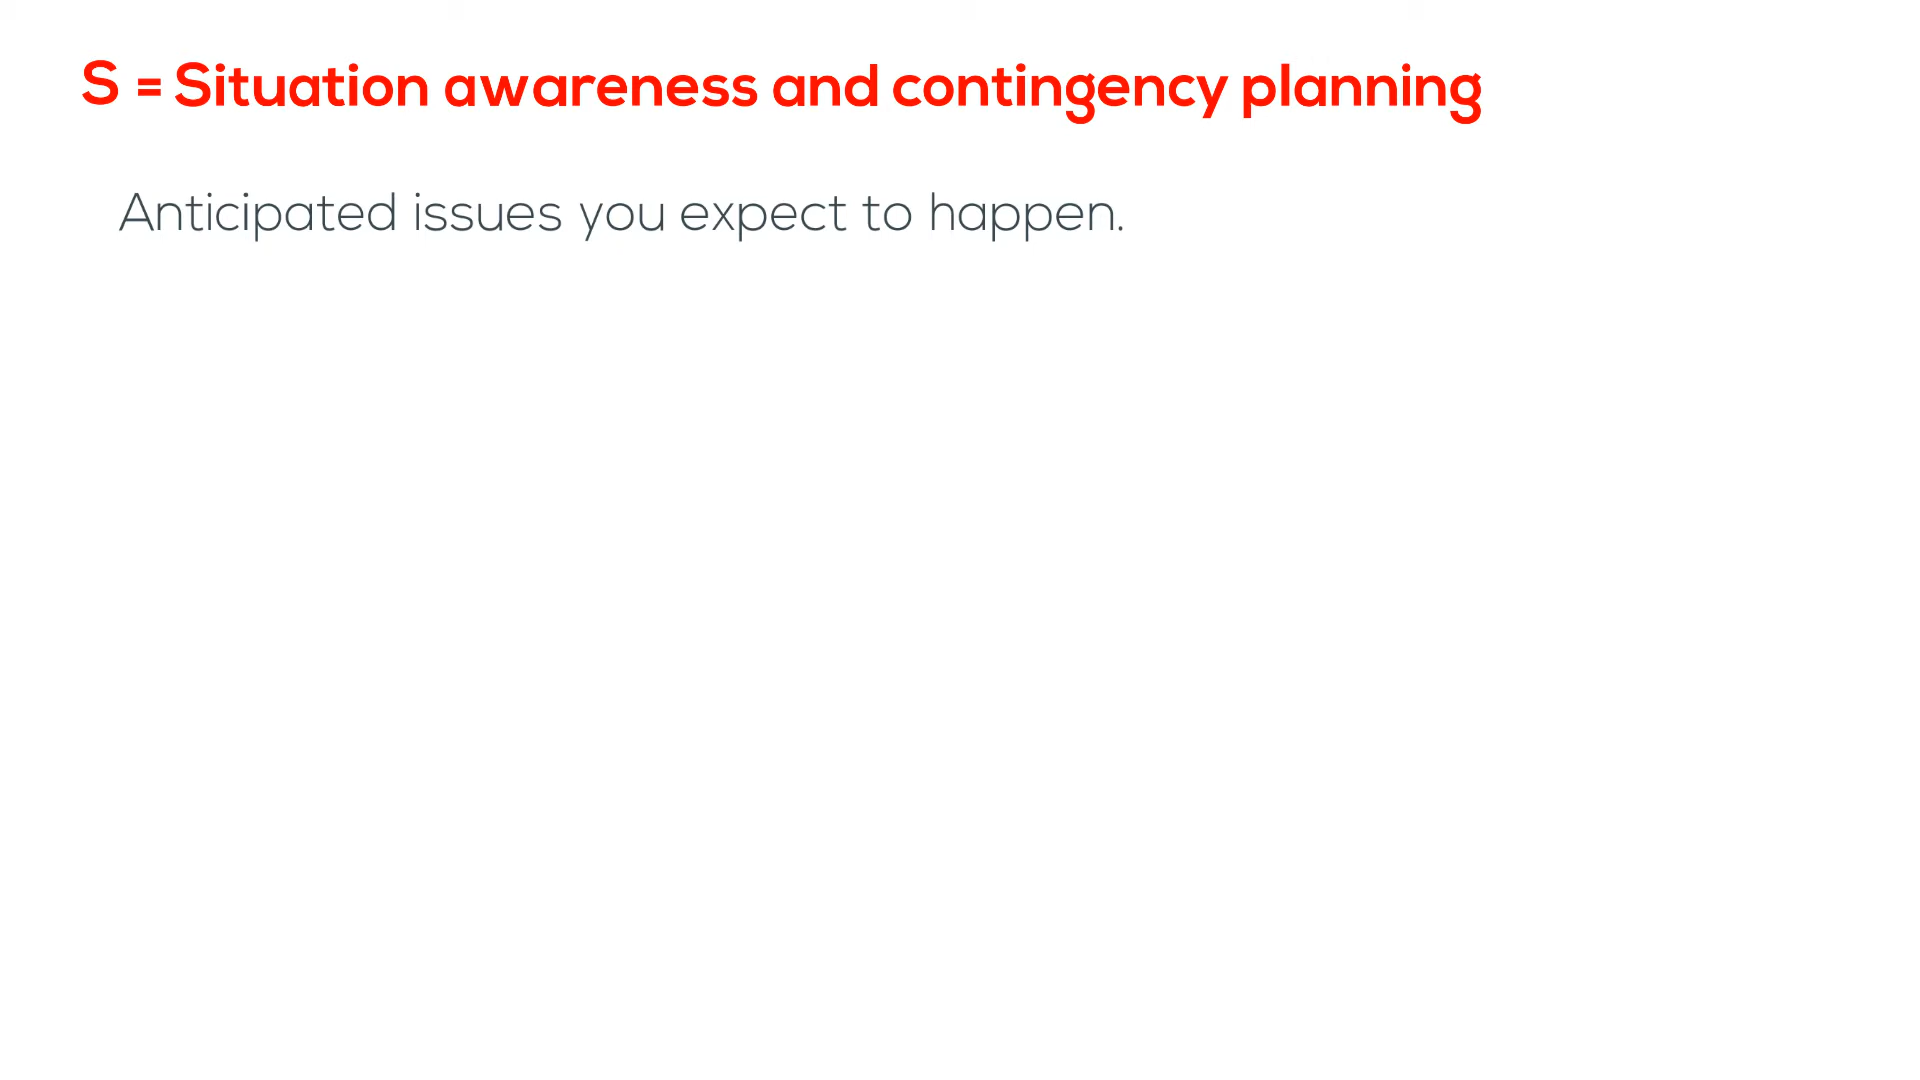 S = Situation awareness and contingency planning
Anticipated issues you expect to happen.